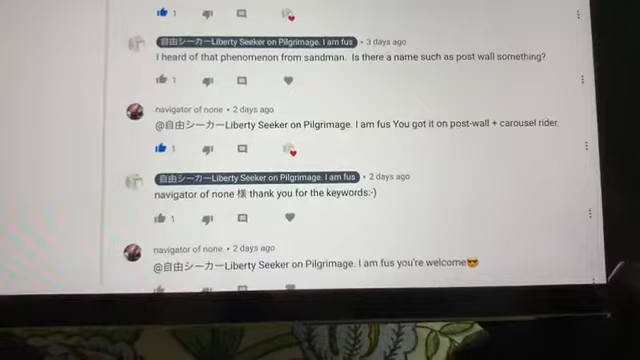 1
自由シーカーLiberty Seeker on Pilgrimage. I am fus • 3 days ago
I heard of that phenomenon from sandman. Is there a name such as post wall something?
1
navigator of none • 2 days ago
@自由シーカーLiberty Seeker on Pilgrimage. I am fus You got it on post-wall + carousel rider.
1
自由シーカーLiberty Seeker on Pilgrimage. I am fus • 2 days ago
navigator of none 様 thank you for the keywords:-)
1
navigator of none • 2 days ago
@自由シーカーLiberty Seeker on Pilgrimage. I am fus you're welcome😎